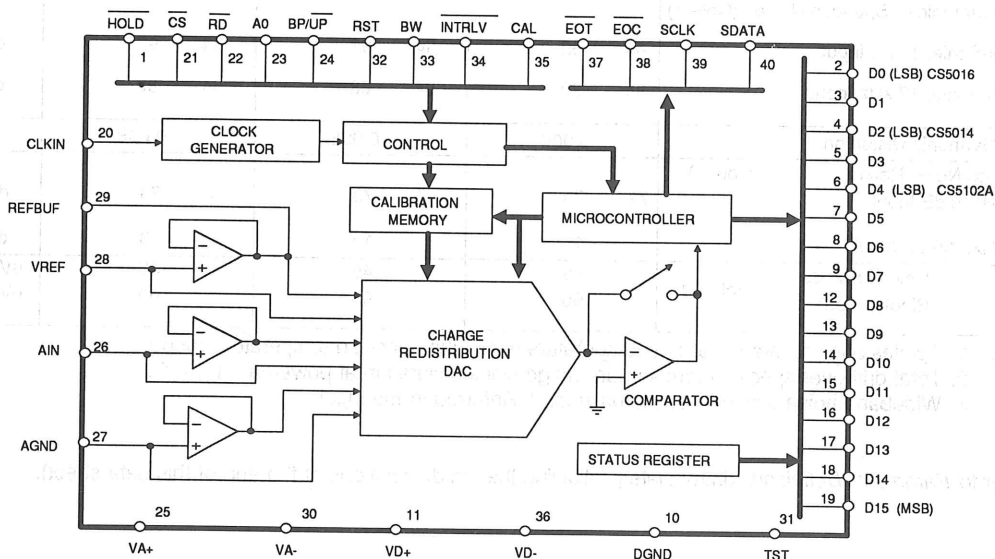 HOLD CS RD A0 BP/UP RST BW INTRLV CAL EOT EOC SCLK SDATA
1 21 22 23 24 32 33 34 35 37 38 39 40
2 D0 (LSB) CS5016
3 D1
4 D2 (LSB) CS5014
5 D3
6 D4 (LSB) CS5102A
7 D5
8 D6
9 D7
12 D8
13 D9
14 D10
15 D11
16 D12
17 D13
18 D14
19 D15 (MSB)
CLKIN 20
CLOCK
GENERATOR
CONTROL
REFBUF 29
CALIBRATION
MEMORY
MICROCONTROLLER
VREF 28
AIN 26
AGND 27
CHARGE
REDISTRIBUTION
DAC
COMPARATOR
STATUS REGISTER
25 30 11 36 10 31
VA+ VA- VD+ VD- DGND TST